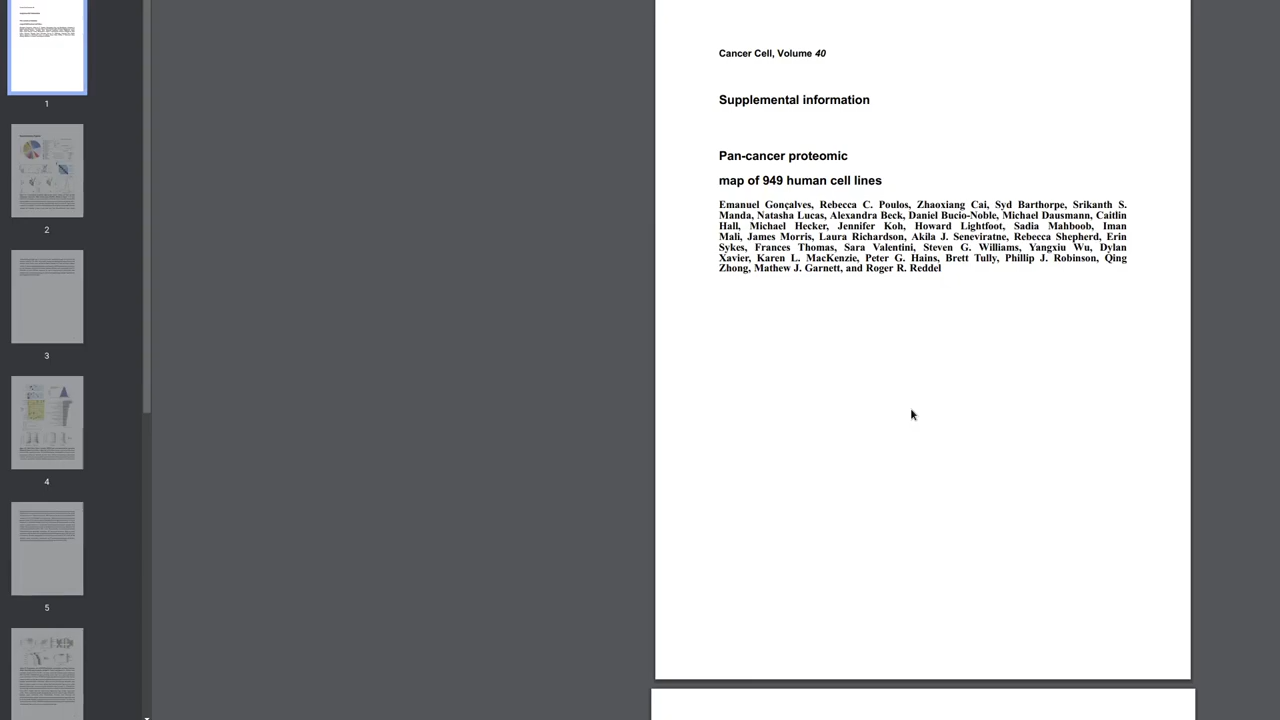 Cancer Cell, Volume 40
Supplemental information
Pan-cancer proteomic
map of 949 human cell lines
Emanuel Gonçalves, Rebecca C. Poulos, Zhaoxiang Cai, Syd Barthorpe, Srikanth S.
Manda, Natasha Lucas, Alexandra Beck, Daniel Bucio-Noble, Michael Dausmann, Caitlin
Hall, Michael Hecker, Jennifer Koh, Howard Lightfoot, Sadia Mahboob, Iman
Mali, James Morris, Laura Richardson, Akila J. Seneviratne, Rebecca Shepherd, Erin
Sykes, Frances Thomas, Sara Valentini, Steven G. Williams, Yangxiu Wu, Dylan
Xavier, Karen L. MacKenzie, Peter G. Hains, Brett Tully, Phillip J. Robinson, Qing
Zhong, Mathew J. Garnett, and Roger R. Reddel
1
2
3
4
5